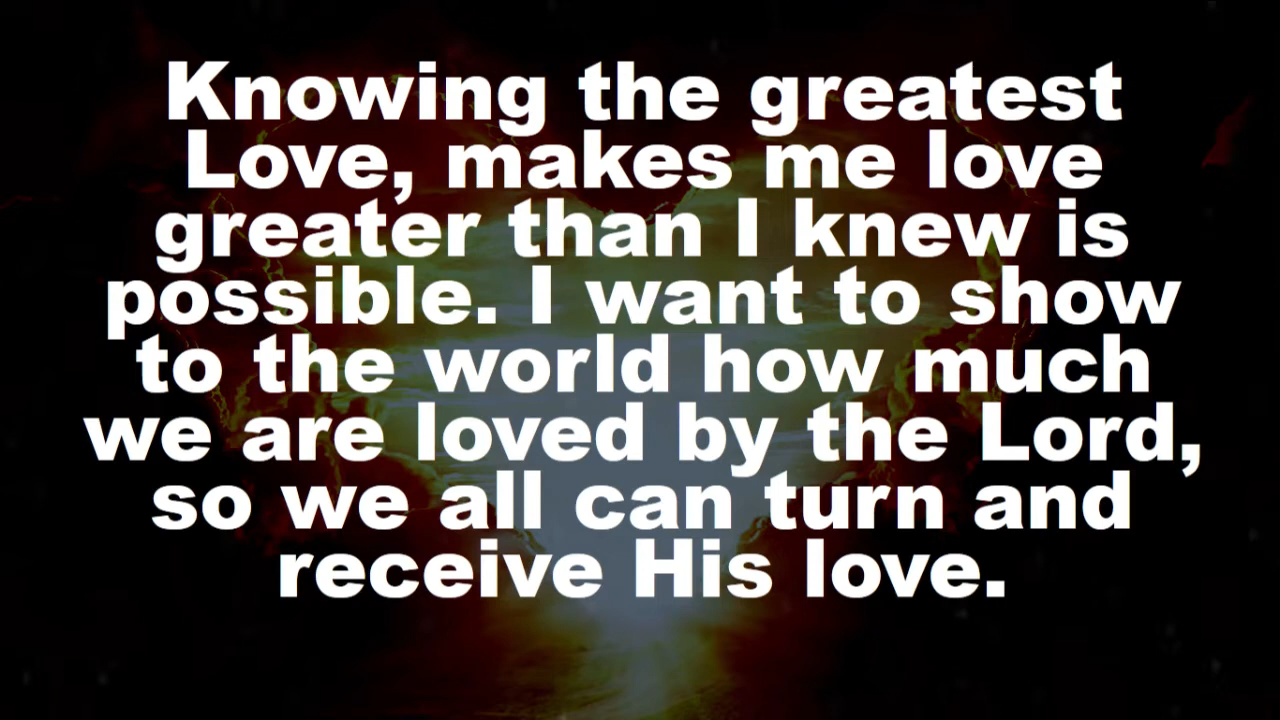 Knowing the greatest
Love, makes me love
greater than I knew is
possible. I want to show
to the world how much
we are loved by the Lord,
so we all can turn and
receive His love.